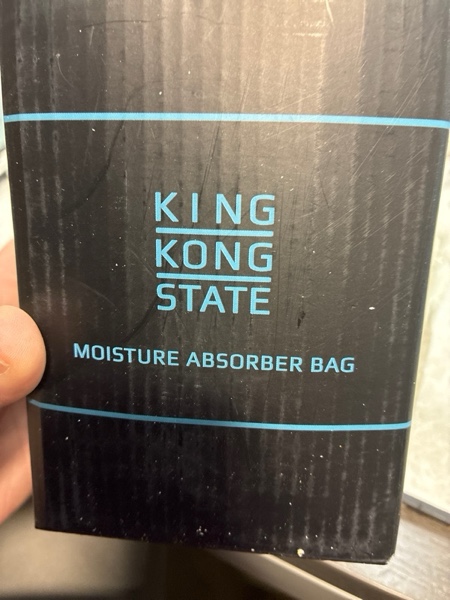 KING
KONG
STATE
MOISTURE ABSORBER BAG